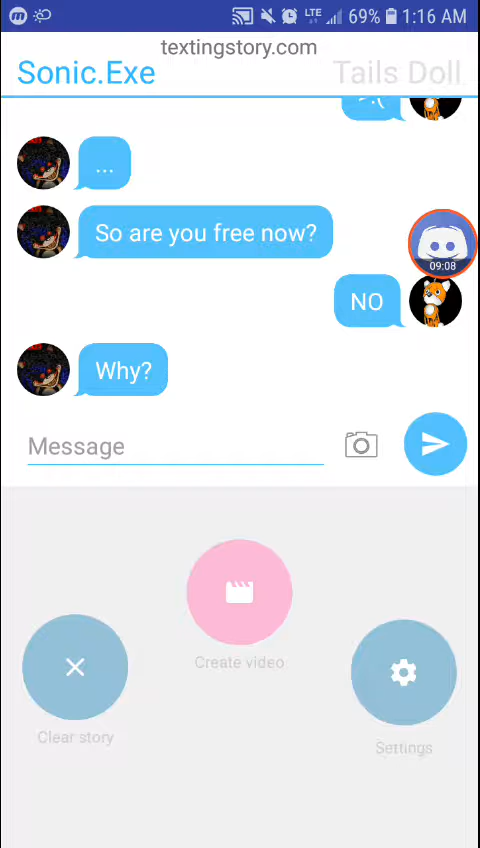 LTE 69% 1:16 AM
textingstory.com
Sonic.Exe Tails Doll
>:(
...
So are you free now?
09:08
NO
Why?
Message
Create video
Clear story
Settings